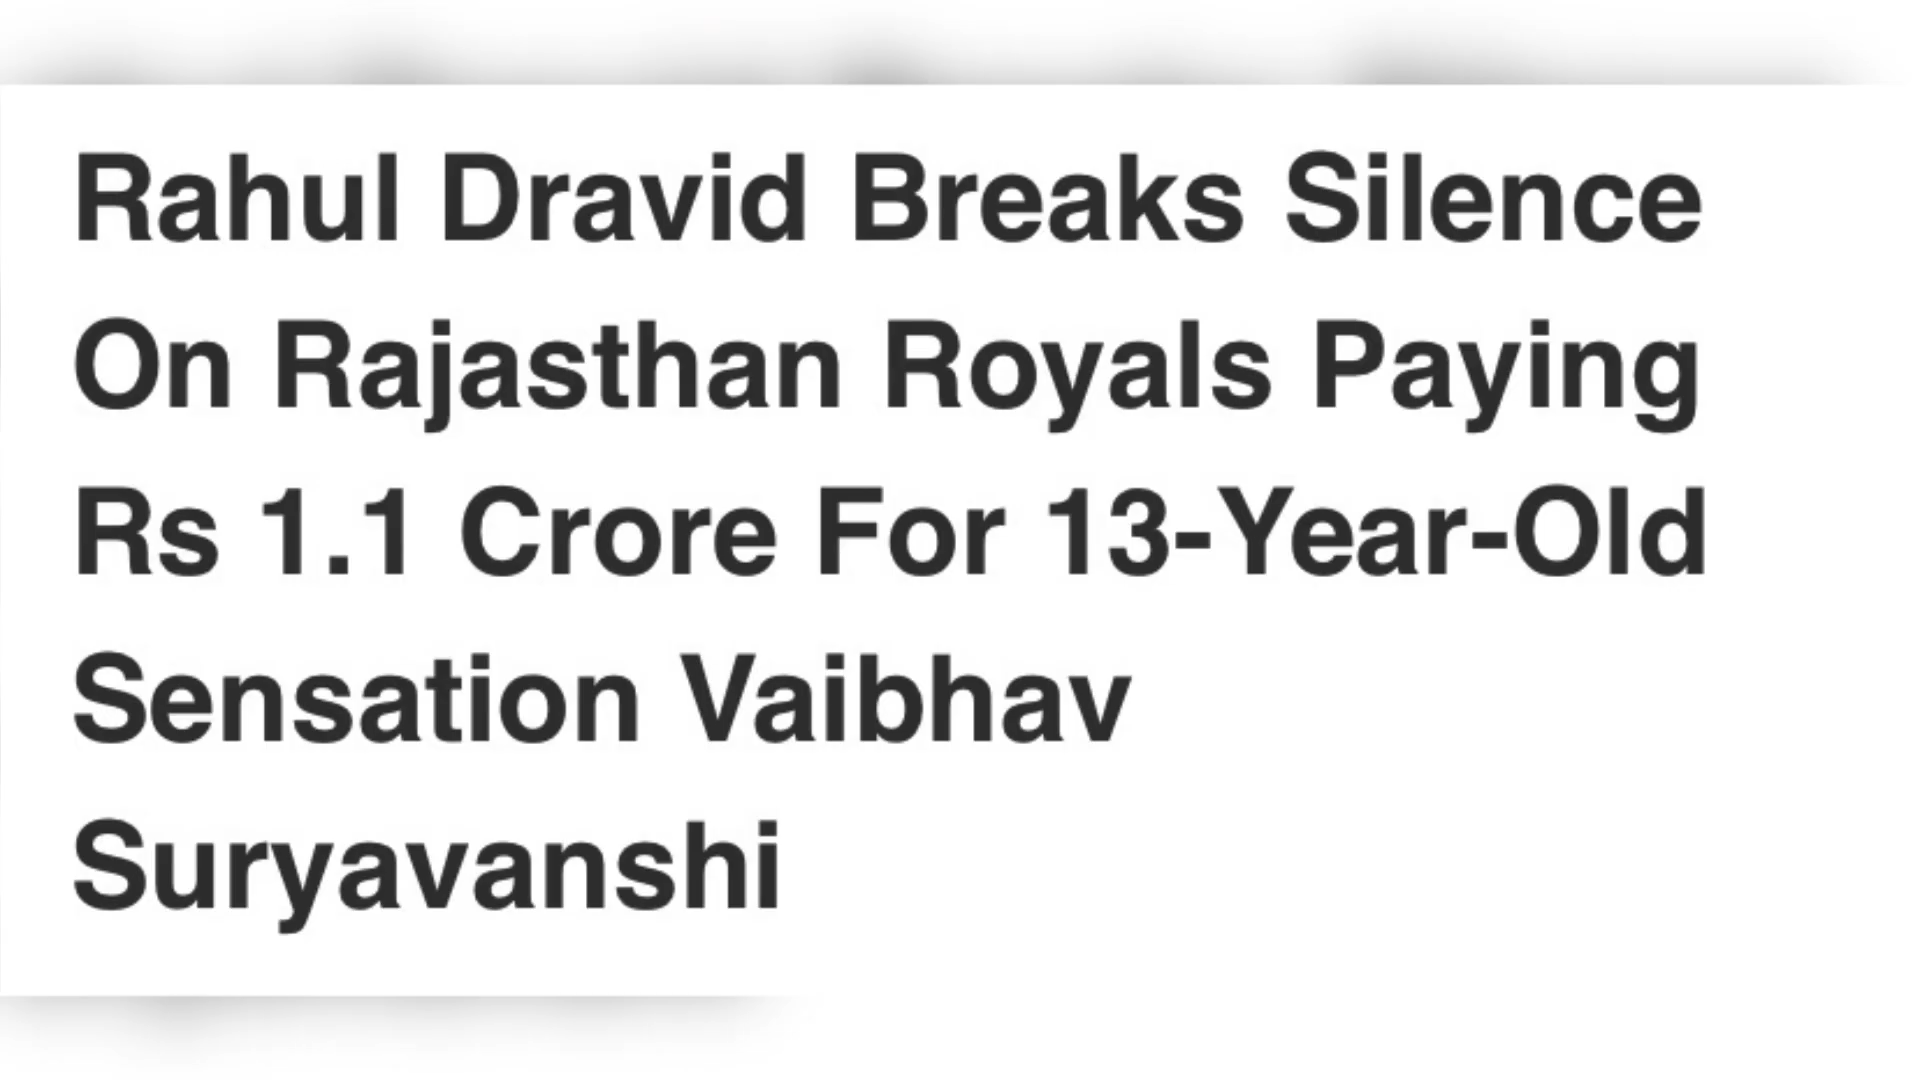 Rahul Dravid Breaks Silence
On Rajasthan Royals Paying
Rs 1.1 Crore For 13-Year-Old
Sensation Vaibhav
Suryavanshi